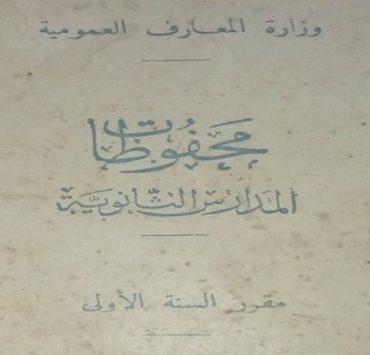 وزارة المعارف العمومية
محفوظات
المدارس الثانوية
مقرر السنة الأولى